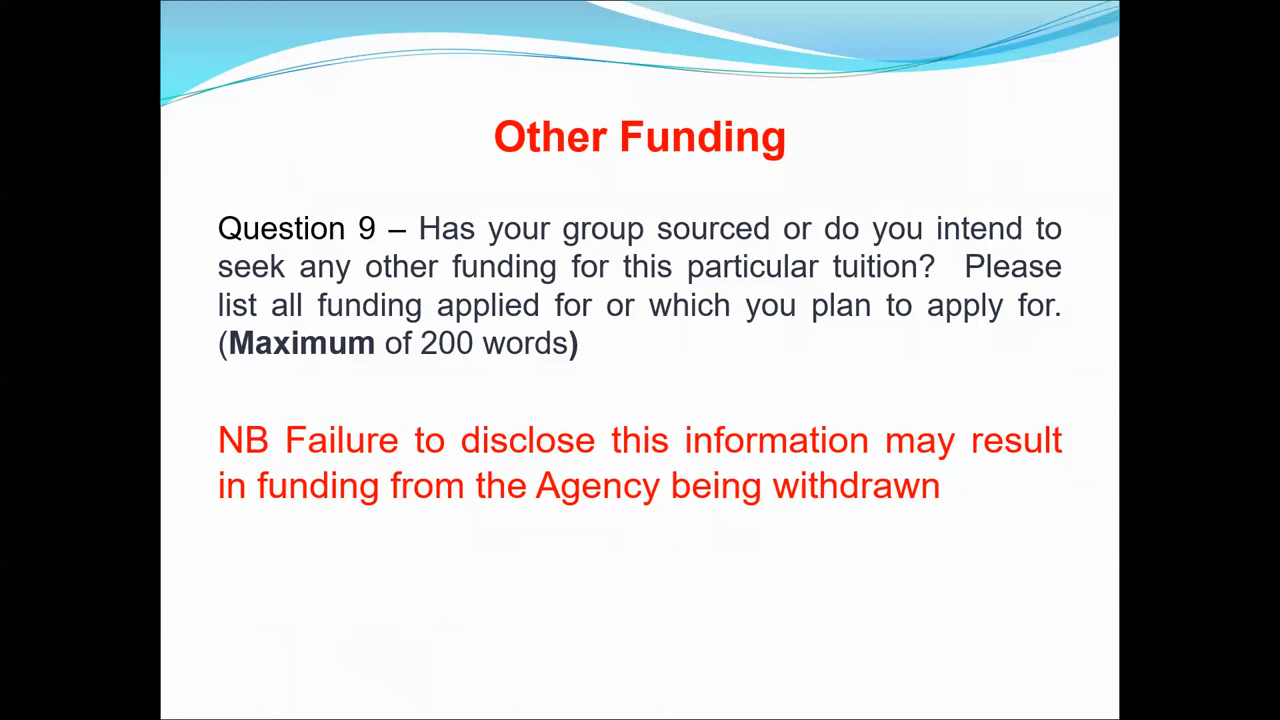 Other Funding
Question 9 – Has your group sourced or do you intend to
seek any other funding for this particular tuition? Please
list all funding applied for or which you plan to apply for.
(Maximum of 200 words)
NB Failure to disclose this information may result
in funding from the Agency being withdrawn